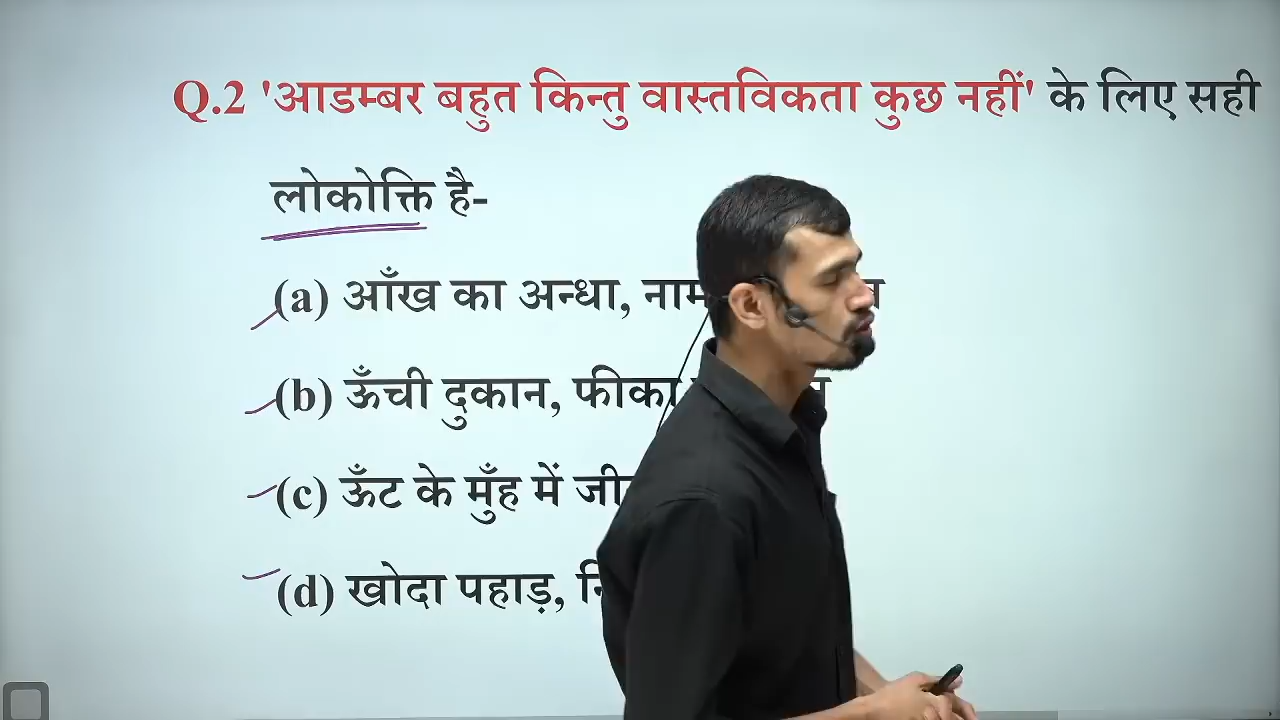 Q.2 'आडम्बर बहुत किन्तु वास्तविकता कुछ नहीं' के लिए सही
लोकोक्ति है-
(a) आँख का अन्धा, नाम
(b) ऊँची दुकान, फीका
(c) ऊँट के मुँह में
(d) खोदा पहाड़,